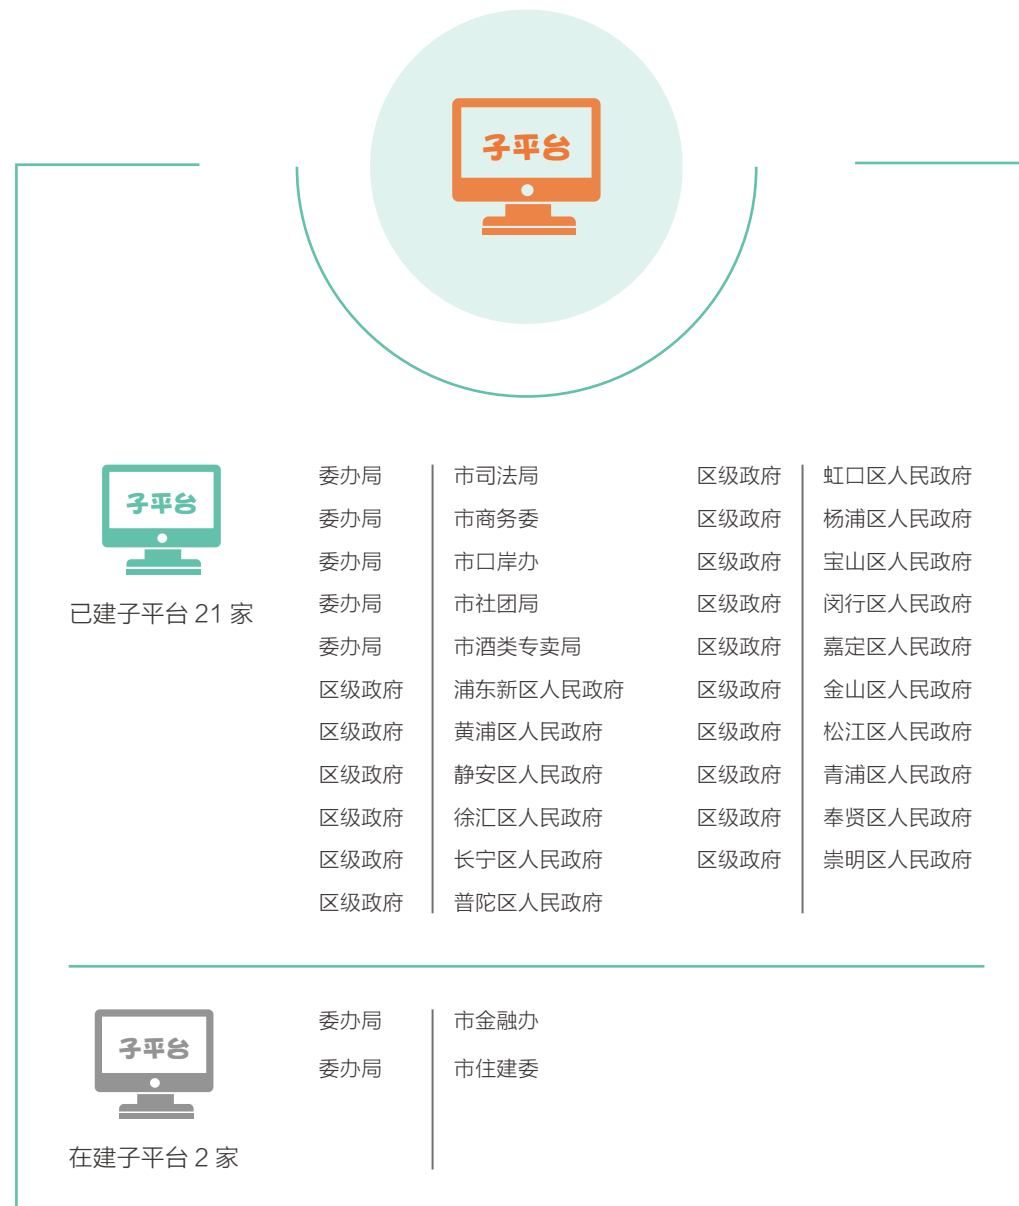 子平台
子平台
已建子平台 21 家
委办局 市司法局
委办局 市商务委
委办局 市口岸办
委办局 市社团局
委办局 市酒类专卖局
区级政府 浦东新区人民政府
区级政府 黄浦区人民政府
区级政府 静安区人民政府
区级政府 徐汇区人民政府
区级政府 长宁区人民政府
区级政府 普陀区人民政府
区级政府 虹口区人民政府
区级政府 杨浦区人民政府
区级政府 宝山区人民政府
区级政府 闵行区人民政府
区级政府 嘉定区人民政府
区级政府 金山区人民政府
区级政府 松江区人民政府
区级政府 青浦区人民政府
区级政府 奉贤区人民政府
区级政府 崇明区人民政府
子平台
在建子平台 2 家
委办局 市金融办
委办局 市住建委